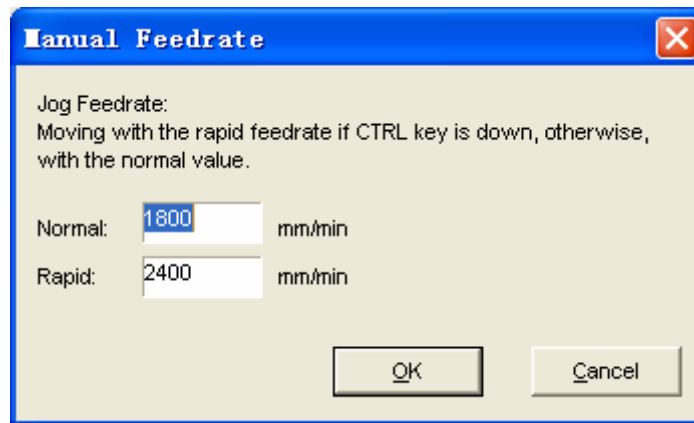 Manual Feedrate
Jog Feedrate:
Moving with the rapid feedrate if CTRL key is down, otherwise,
with the normal value.
Normal: 1800 mm/min
Rapid: 2400 mm/min
OK Cancel